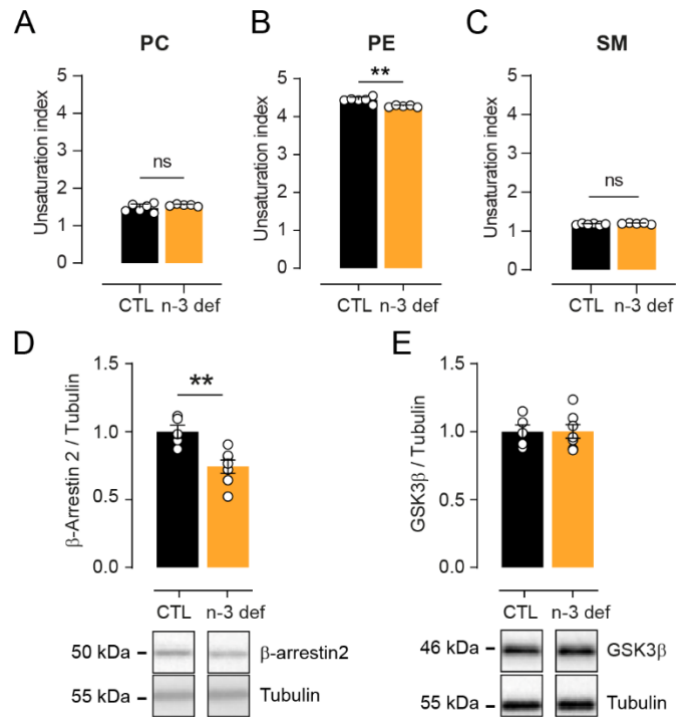 A
PC
Unsaturation index
5
4
3
2
1
0
ns
CTL n-3 def
B
PE
Unsaturation index
5
4
3
2
1
0
**
CTL n-3 def
C
SM
Unsaturation index
5
4
3
2
1
0
ns
CTL n-3 def
D
β-Arrestin 2 / Tubulin
1.5
1.0
0.5
0.0
**
CTL n-3 def
50 kDa
β-arrestin2
55 kDa
Tubulin
E
GSK3β / Tubulin
1.5
1.0
0.5
0.0
CTL n-3 def
46 kDa
GSK3β
55 kDa
Tubulin